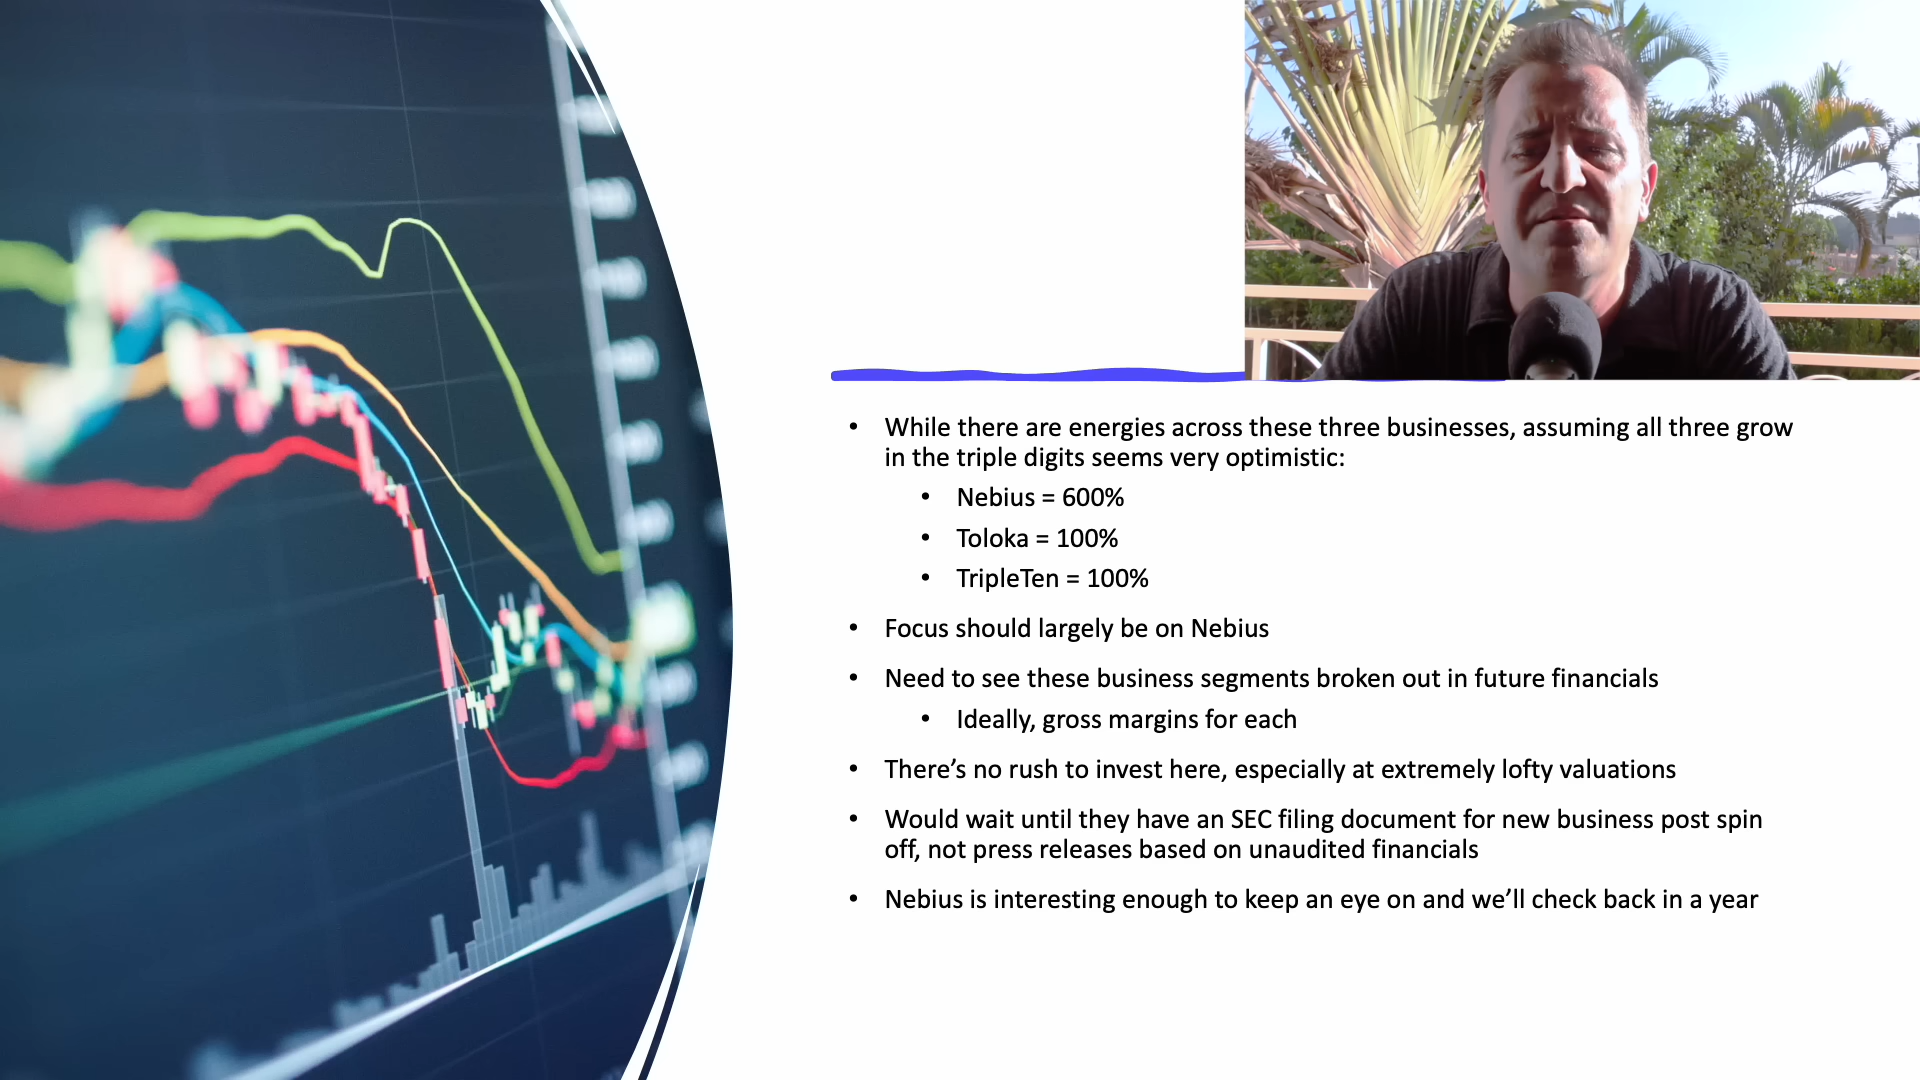 • While there are energies across these three businesses, assuming all three grow
in the triple digits seems very optimistic:
• Nebius = 600%
• Toloka = 100%
• TripleTen = 100%
• Focus should largely be on Nebius
• Need to see these business segments broken out in future financials
• Ideally, gross margins for each
• There’s no rush to invest here, especially at extremely lofty valuations
• Would wait until they have an SEC filing document for new business post spin
off, not press releases based on unaudited financials
• Nebius is interesting enough to keep an eye on and we’ll check back in a year